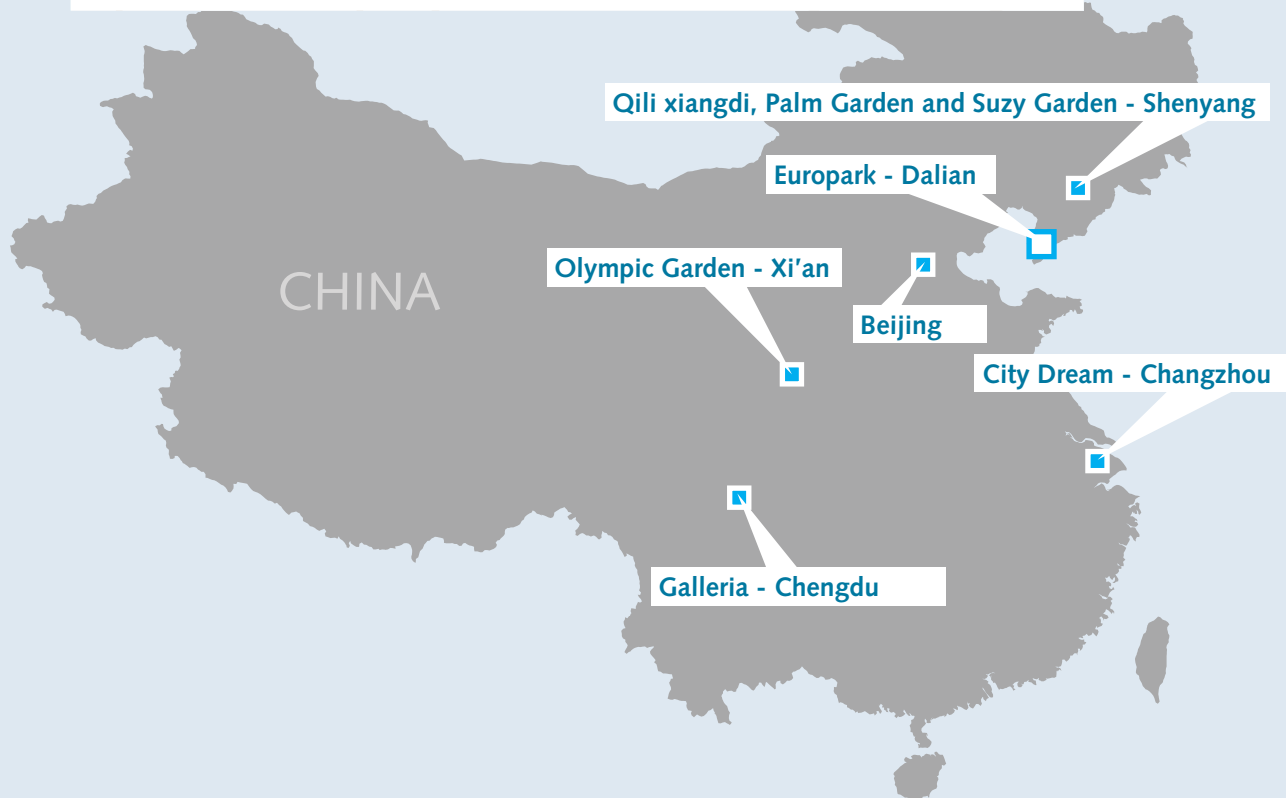 Qili xiangdi, Palm Garden and Suzy Garden - Shenyang
Europark - Dalian
Olympic Garden - Xi’an
CHINA
Beijing
City Dream - Changzhou
Galleria - Chengdu